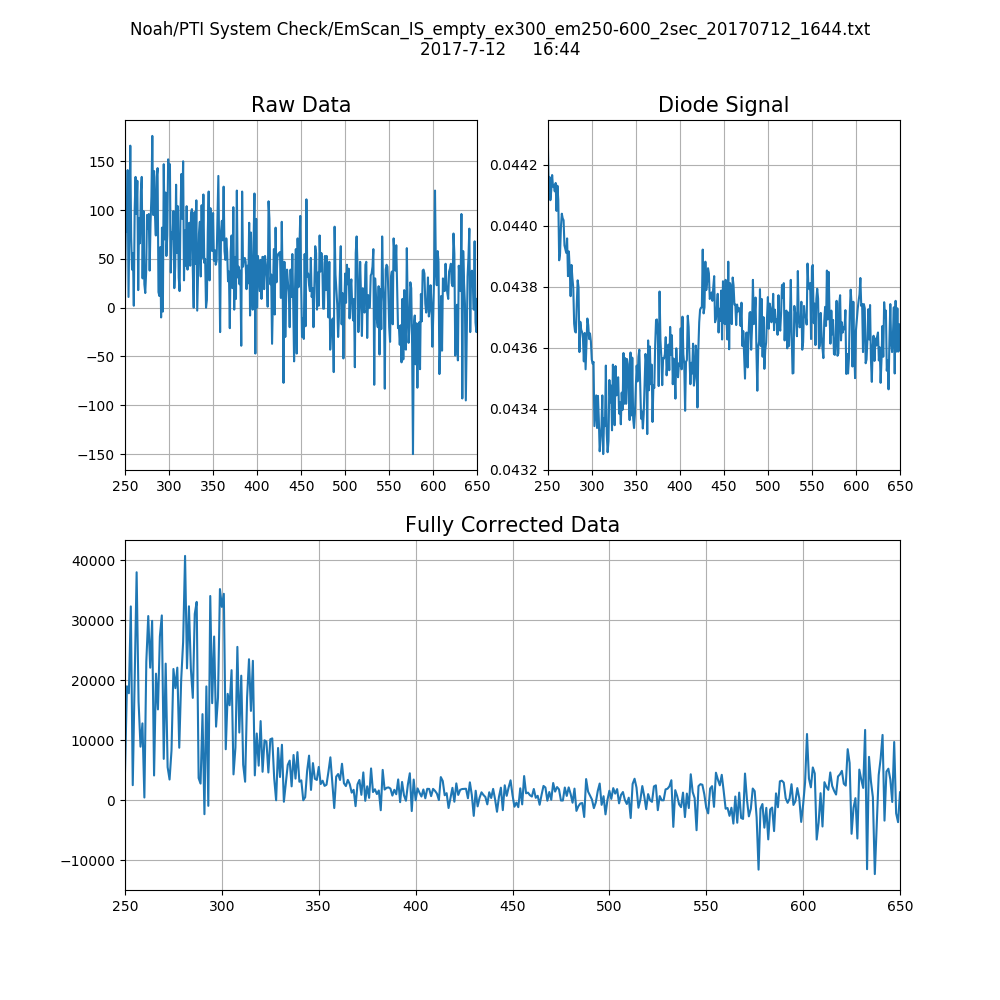 Noah/PTI System Check/EmScan_IS_empty_ex300_em250-600_2sec_20170712_1644.txt
2017-7-12 16:44
Raw Data
150
100
50
0
−50
−100
−150
250 300 350 400 450 500 550 600 650
Diode Signal
0.0442
0.0440
0.0438
0.0436
0.0434
0.0432
250 300 350 400 450 500 550 600 650
Fully Corrected Data
40000
30000
20000
10000
0
−10000
250 300 350 400 450 500 550 600 650